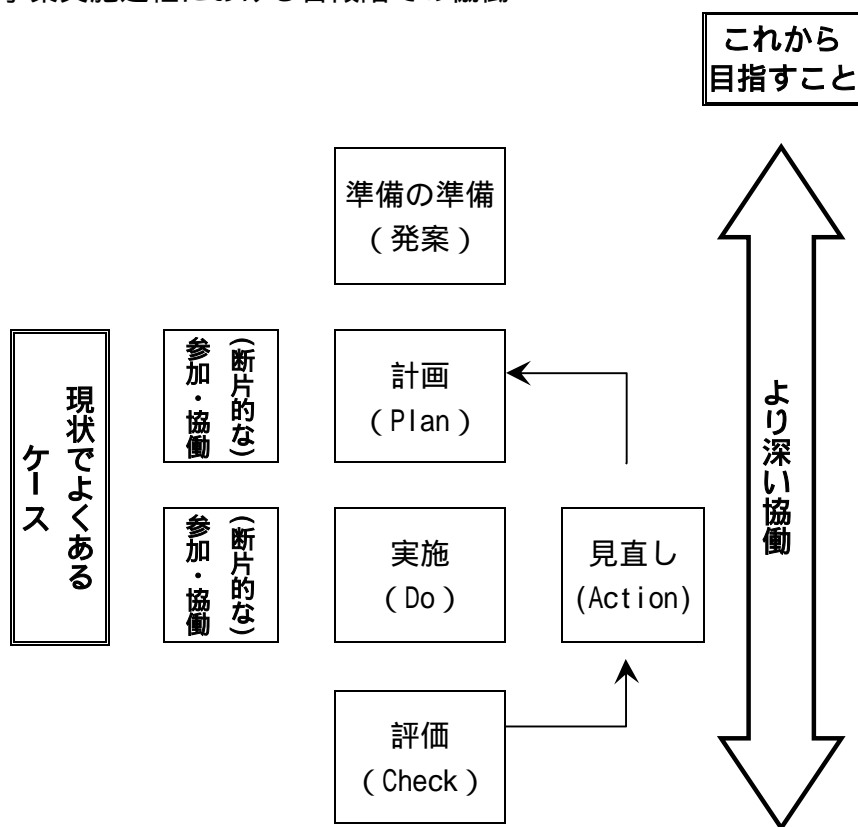 これから
目指すこと
準備の準備
（発案）
現状でよくある
ケース
（断片的な）
参加・協働
計画
（Plan）
より深い協働
（断片的な）
参加・協働
実施
（Do）
見直し
(Action)
評価
（Check）